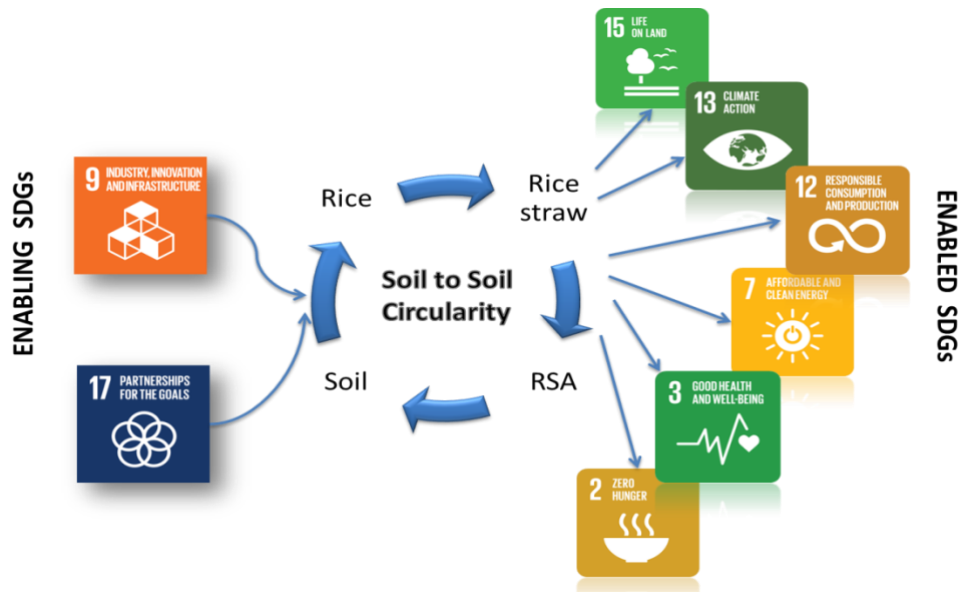 ENABLING SDGs
9 INDUSTRY, INNOVATION
AND INFRASTRUCTURE
17 PARTNERSHIPS
FOR THE GOALS
Rice
Rice
straw
Soil to Soil
Circularity
Soil
RSA
15 LIFE
ON LAND
13 CLIMATE
ACTION
12 RESPONSIBLE
CONSUMPTION
AND PRODUCTION
7 AFFORDABLE AND
CLEAN ENERGY
3 GOOD HEALTH
AND WELL-BEING
2 ZERO
HUNGER
ENABLED SDGs